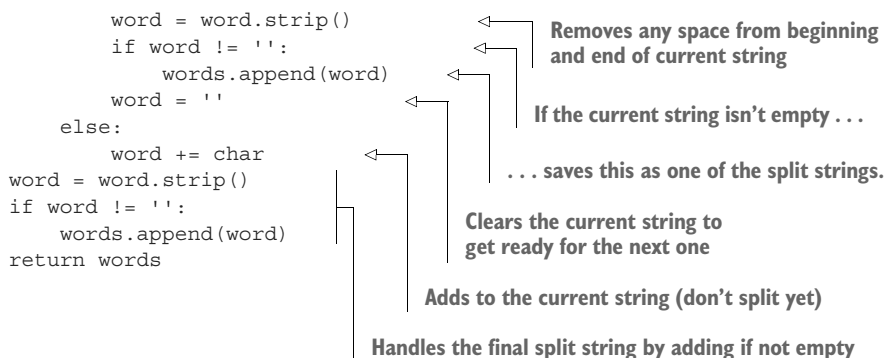 word = word.strip()
if word != '':
words.append(word)
word = ''
else:
word += char
word = word.strip()
if word != '':
words.append(word)
return words
Removes any space from beginning
and end of current string
If the current string isn't empty . . .
. . . saves this as one of the split strings.
Clears the current string to
get ready for the next one
Adds to the current string (don't split yet)
Handles the final split string by adding if not empty